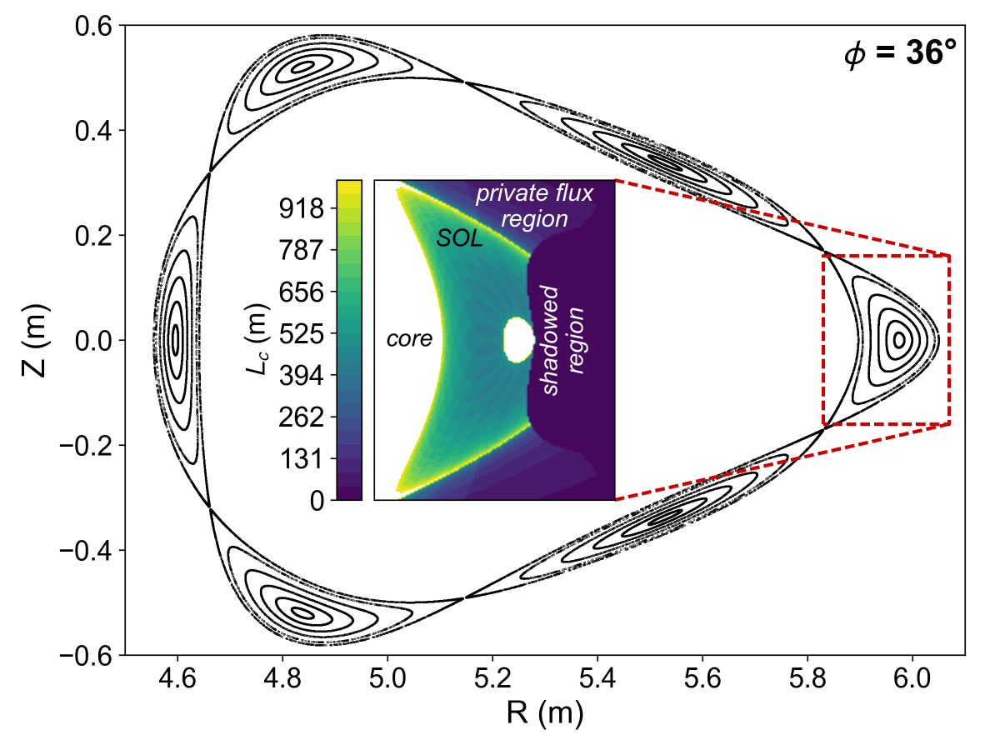 0.6
0.4
0.2
0.0
−0.2
−0.4
−0.6
Z (m)
ϕ = 36°
918
787
656
525
394
262
131
0
L_c (m)
private flux
region
SOL
core
shadowed
region
4.6
4.8
5.0
5.2
5.4
5.6
5.8
6.0
R (m)